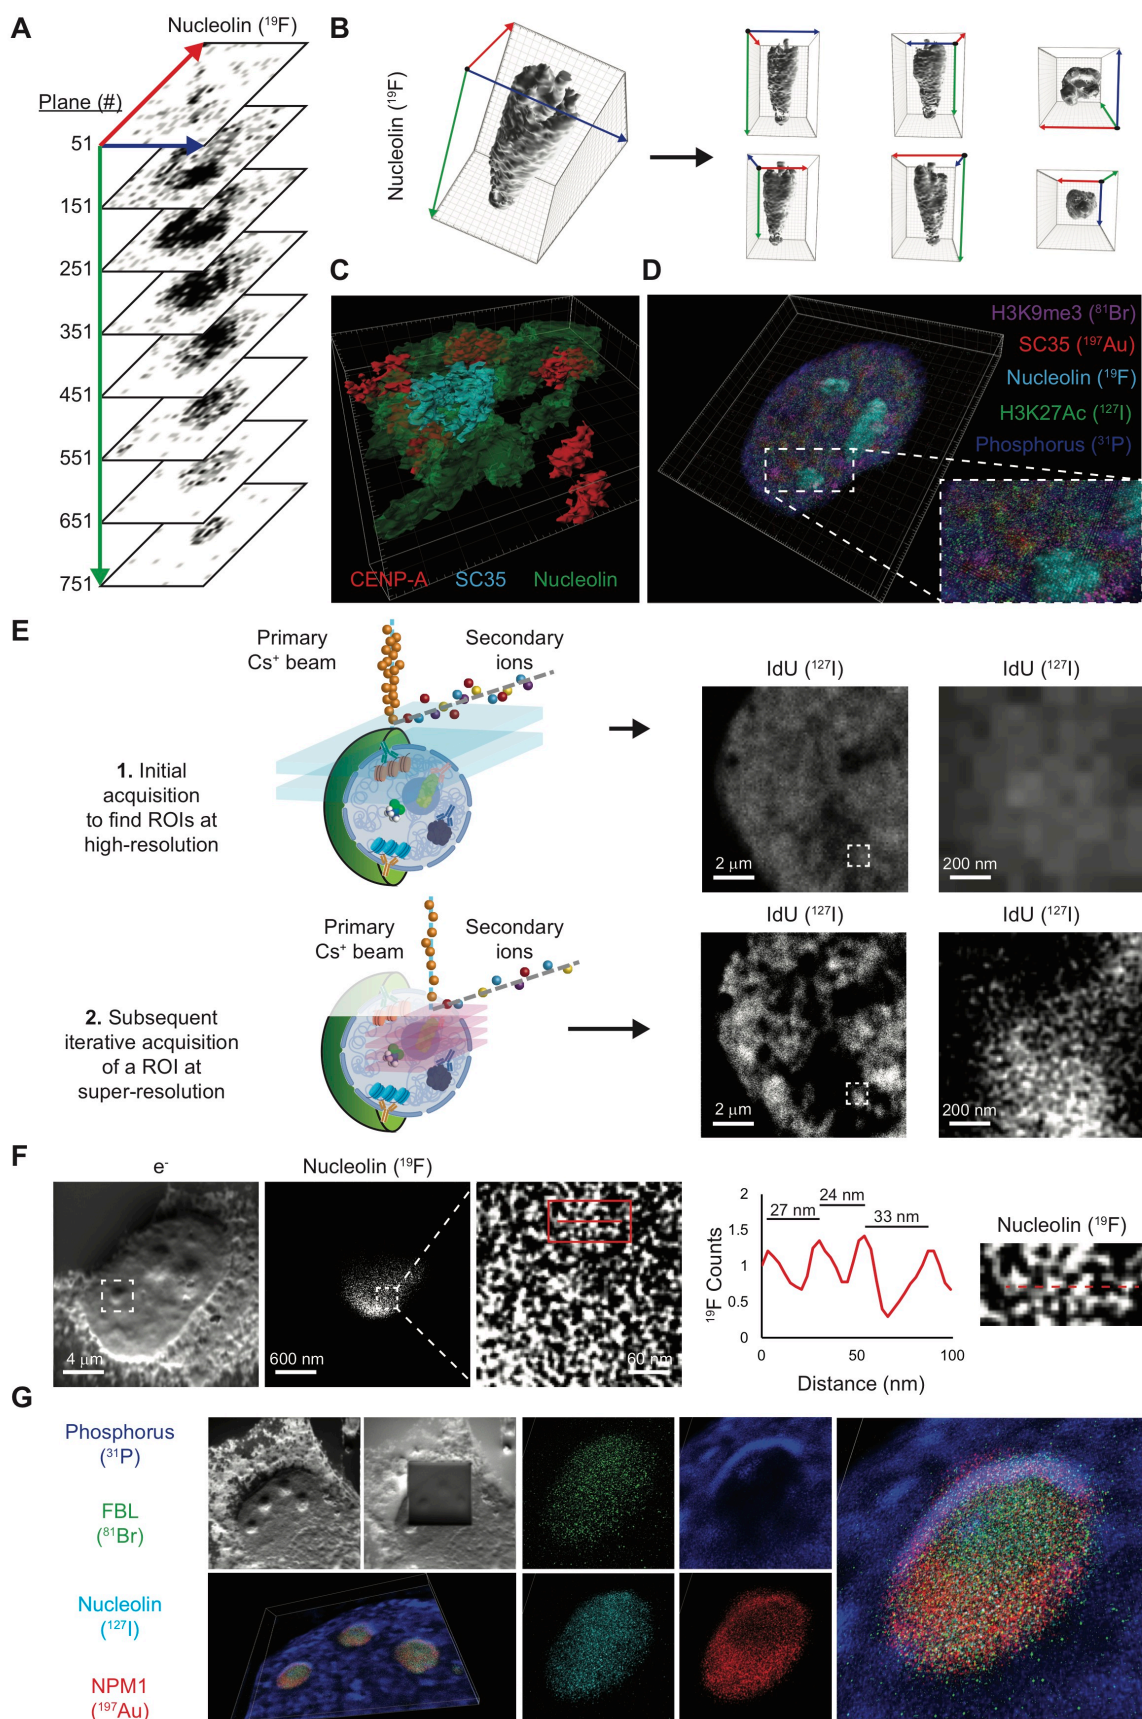 A
Nucleolin (¹⁹F)
Plane (#)
51
151
251
351
451
551
651
751
B
Nucleolin (¹⁹F)
C
CENP-A SC35 Nucleolin
D
H3K9me3 (⁸¹Br)
SC35 (¹⁹⁷Au)
Nucleolin (¹⁹F)
H3K27Ac (¹²⁷I)
Phosphorus (³¹P)
E
Primary
Cs⁺ beam
Secondary
ions
1. Initial
acquisition
to find ROIs at
high-resolution
IdU (¹²⁷I)
2 μm
IdU (¹²⁷I)
200 nm
Primary
Cs⁺ beam
Secondary
ions
2. Subsequent
iterative acquisition
of a ROI at
super-resolution
IdU (¹²⁷I)
2 μm
IdU (¹²⁷I)
200 nm
F
e⁻
4 μm
Nucleolin (¹⁹F)
600 nm
60 nm
¹⁹F Counts
2
1.5
1
0.5
0
27 nm
24 nm
33 nm
0 50 100
Distance (nm)
Nucleolin (¹⁹F)
G
Phosphorus
(³¹P)
FBL
(⁸¹Br)
Nucleolin
(¹²⁷I)
NPM1
(¹⁹⁷Au)